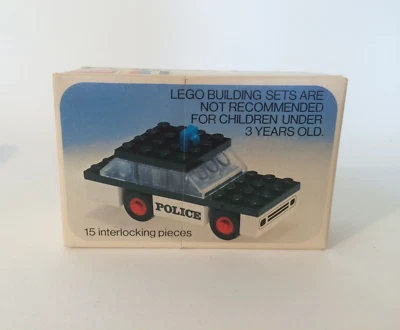 LEGO BUILDING SETS ARE
NOT RECOMMENDED
FOR CHILDREN UNDER
3 YEARS OLD.
POLICE
15 interlocking pieces